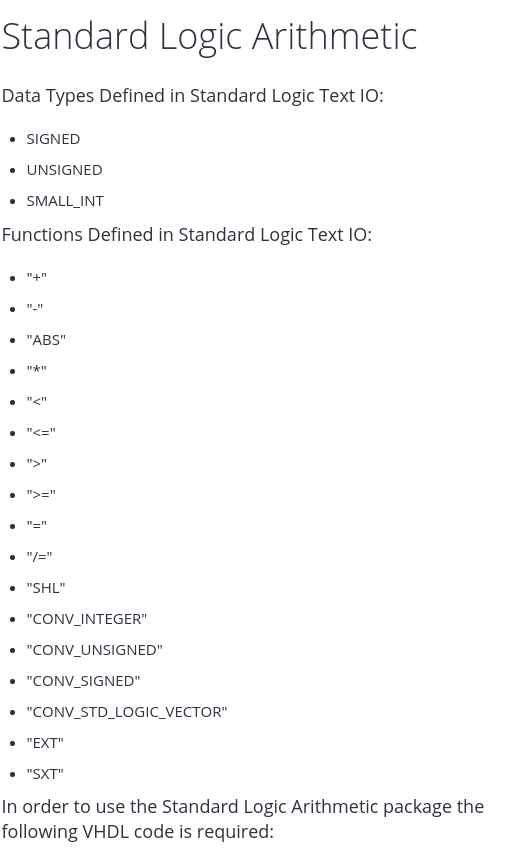 Standard Logic Arithmetic
Data Types Defined in Standard Logic Text IO:
SIGNED
UNSIGNED
SMALL_INT
Functions Defined in Standard Logic Text IO:
"+"
"-"
"ABS"
"*"
"<"
"<="
">"
">="
"="
"/="
"SHL"
"CONV_INTEGER"
"CONV_UNSIGNED"
"CONV_SIGNED"
"CONV_STD_LOGIC_VECTOR"
"EXT"
"SXT"
In order to use the Standard Logic Arithmetic package the
following VHDL code is required: